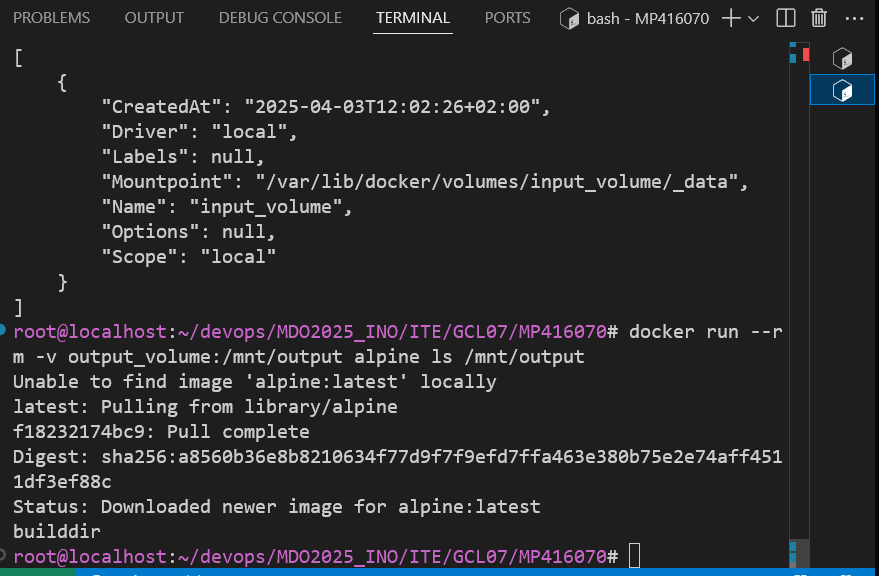 PROBLEMS OUTPUT DEBUG CONSOLE TERMINAL PORTS bash - MP416070
[
    {
        "CreatedAt": "2025-04-03T12:02:26+02:00",
        "Driver": "local",
        "Labels": null,
        "Mountpoint": "/var/lib/docker/volumes/input_volume/_data",
        "Name": "input_volume",
        "Options": null,
        "Scope": "local"
    }
]
root@localhost:~/devops/MDO2025_INO/ITE/GCL07/MP416070# docker run --r
m -v output_volume:/mnt/output alpine ls /mnt/output
Unable to find image 'alpine:latest' locally
latest: Pulling from library/alpine
f18232174bc9: Pull complete
Digest: sha256:a8560b36e8b8210634f77d9f7f9efd7ffa463e380b75e2e74aff451
1df3ef88c
Status: Downloaded newer image for alpine:latest
builddir
root@localhost:~/devops/MDO2025_INO/ITE/GCL07/MP416070#